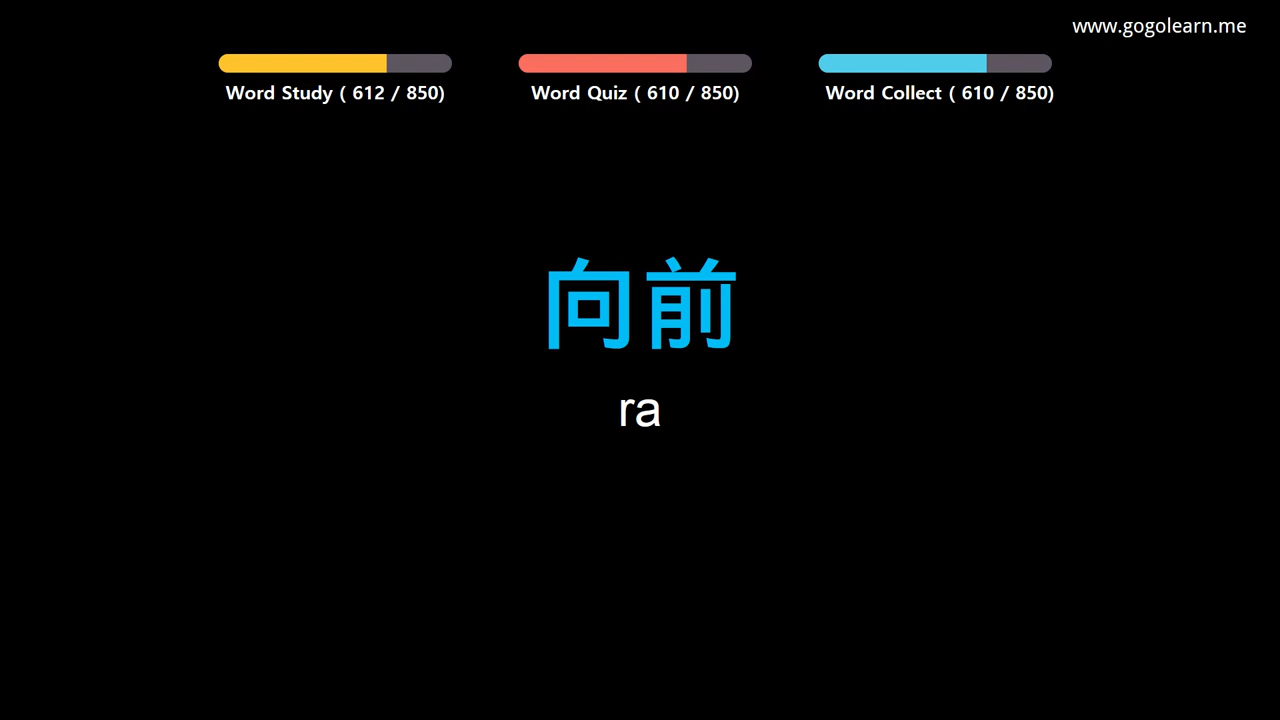 www.gogolearn.me
Word Study ( 612 / 850)
Word Quiz ( 610 / 850)
Word Collect ( 610 / 850)
向前
ra